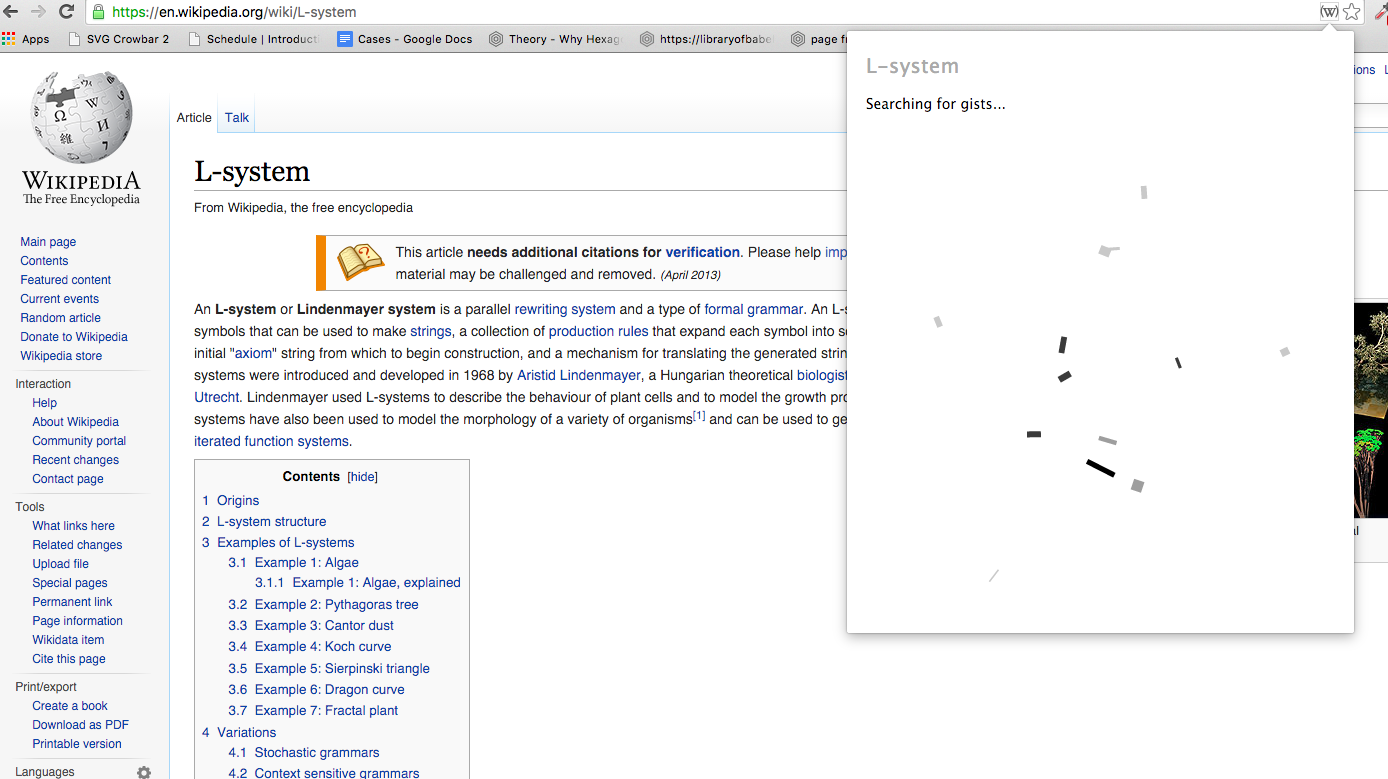 https://en.wikipedia.org/wiki/L-system
(W)
Apps
SVG Crowbar 2
Schedule | Introducti
Cases - Google Docs
Theory - Why Hexag
https://libraryofbabe
page fr
ions
L-system
Searching for gists...
WIKIPEDIA
The Free Encyclopedia
Main page
Contents
Featured content
Current events
Random article
Donate to Wikipedia
Wikipedia store
Interaction
Help
About Wikipedia
Community portal
Recent changes
Contact page
Tools
What links here
Related changes
Upload file
Special pages
Permanent link
Page information
Wikidata item
Cite this page
Print/export
Create a book
Download as PDF
Printable version
Languages
Article Talk
L-system
From Wikipedia, the free encyclopedia
This article needs additional citations for verification. Please help imp
material may be challenged and removed. (April 2013)
An L-system or Lindenmayer system is a parallel rewriting system and a type of formal grammar. An L-s
symbols that can be used to make strings, a collection of production rules that expand each symbol into so
initial "axiom" string from which to begin construction, and a mechanism for translating the generated strin
systems were introduced and developed in 1968 by Aristid Lindenmayer, a Hungarian theoretical biologist
Utrecht. Lindenmayer used L-systems to describe the behaviour of plant cells and to model the growth pro
systems have also been used to model the morphology of a variety of organisms[1] and can be used to ge
iterated function systems.
Contents [hide]
1 Origins
2 L-system structure
3 Examples of L-systems
3.1 Example 1: Algae
3.1.1 Example 1: Algae, explained
3.2 Example 2: Pythagoras tree
3.3 Example 3: Cantor dust
3.4 Example 4: Koch curve
3.5 Example 5: Sierpinski triangle
3.6 Example 6: Dragon curve
3.7 Example 7: Fractal plant
4 Variations
4.1 Stochastic grammars
4.2 Context sensitive grammars